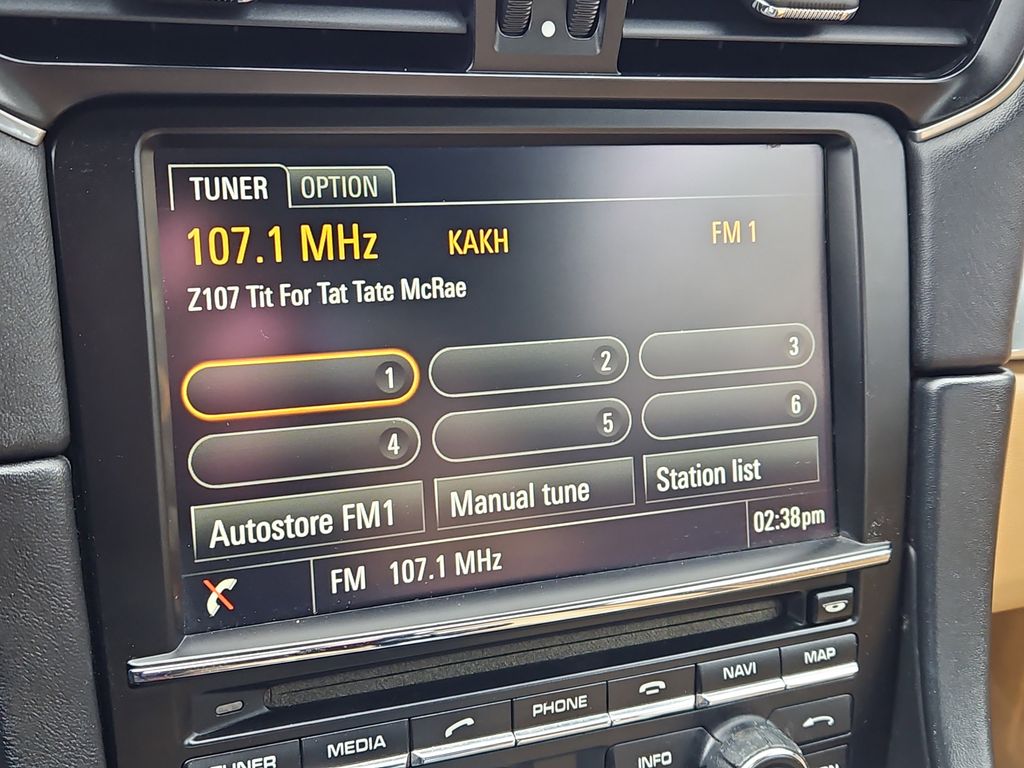 TUNER OPTION
107.1 MHz KAKH FM 1
Z107 Tit For Tat Tate McRae
1 2 3
4 5 6
Autostore FM1 Manual tune Station list
FM 107.1 MHz 02:38pm
TUNER MEDIA PHONE NAVI MAP
INFO